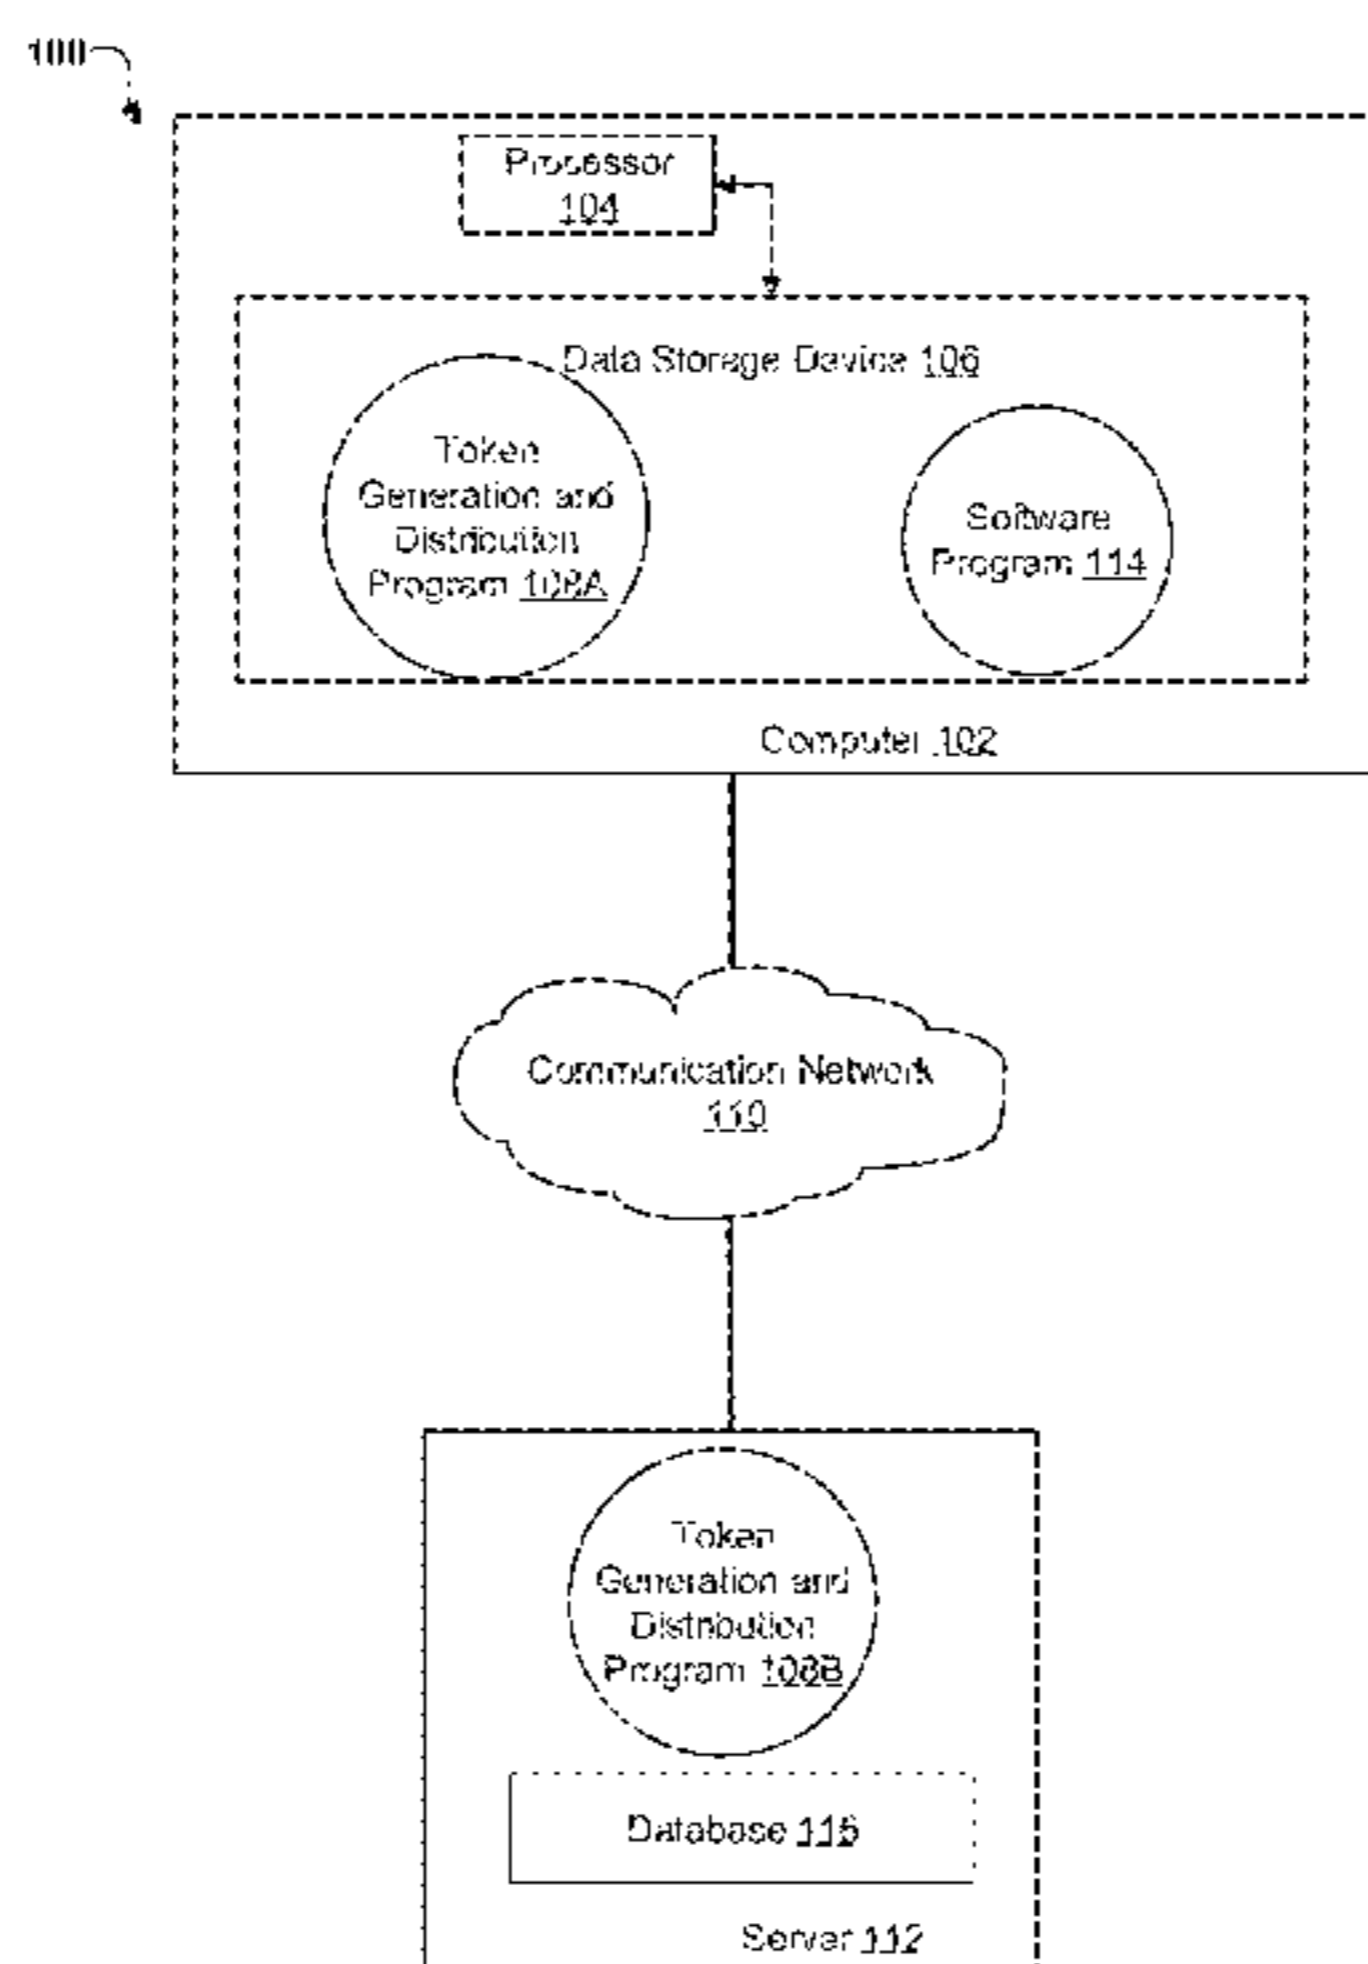 100
Processor
104
Data Storage Device 106
Token
Generation and
Distribution
Program 108A
Software
Program 114
Computer 102
Communication Network
110
Token
Generation and
Distribution
Program 108B
Database 116
Server 112